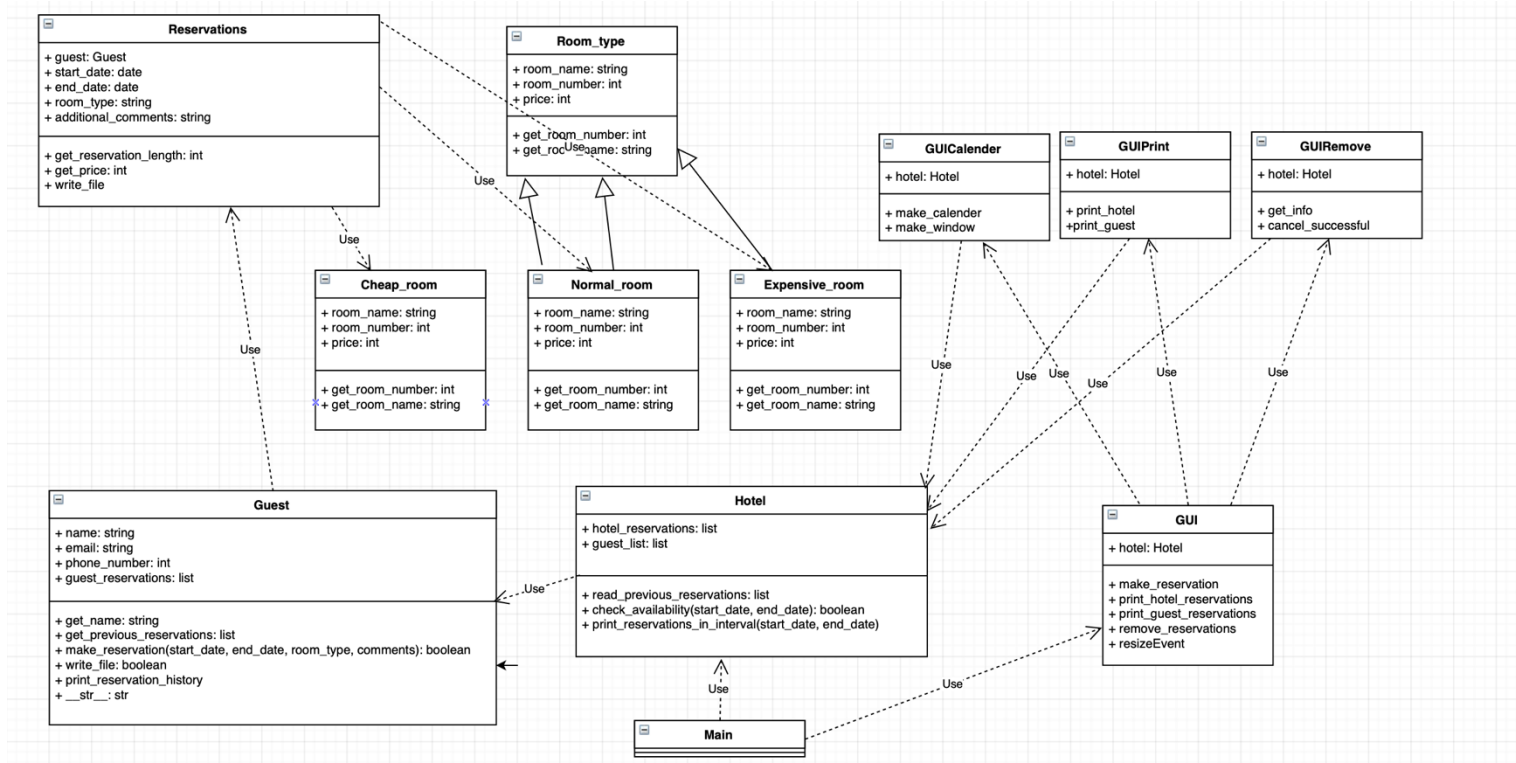 Reservations
+ guest: Guest
+ start_date: date
+ end_date: date
+ room_type: string
+ additional_comments: string
+ get_reservation_length: int
+ get_price: int
+ write_file
Room_type
+ room_name: string
+ room_number: int
+ price: int
+ get_room_number: int
+ get_room_name: string
Use
Use
Use
Use
GUICalender
+ hotel: Hotel
+ make_calender
+ make_window
GUIPrint
+ hotel: Hotel
+ print_hotel
+print_guest
GUIRemove
+ hotel: Hotel
+ get_info
+ cancel_successful
Cheap_room
+ room_name: string
+ room_number: int
+ price: int
+ get_room_number: int
+ get_room_name: string
Normal_room
+ room_name: string
+ room_number: int
+ price: int
+ get_room_number: int
+ get_room_name: string
Expensive_room
+ room_name: string
+ room_number: int
+ price: int
+ get_room_number: int
+ get_room_name: string
Use
Use
Use
Use
Use
Use
Guest
+ name: string
+ email: string
+ phone_number: int
+ guest_reservations: list
+ get_name: string
+ get_previous_reservations: list
+ make_reservation(start_date, end_date, room_type, comments): boolean
+ write_file: boolean
+ print_reservation_history
+ __str__: str
Use
Hotel
+ hotel_reservations: list
+ guest_list: list
+ read_previous_reservations: list
+ check_availability(start_date, end_date): boolean
+ print_reservations_in_interval(start_date, end_date)
GUI
+ hotel: Hotel
+ make_reservation
+ print_hotel_reservations
+ print_guest_reservations
+ remove_reservations
+ resizeEvent
Use
Use
Main